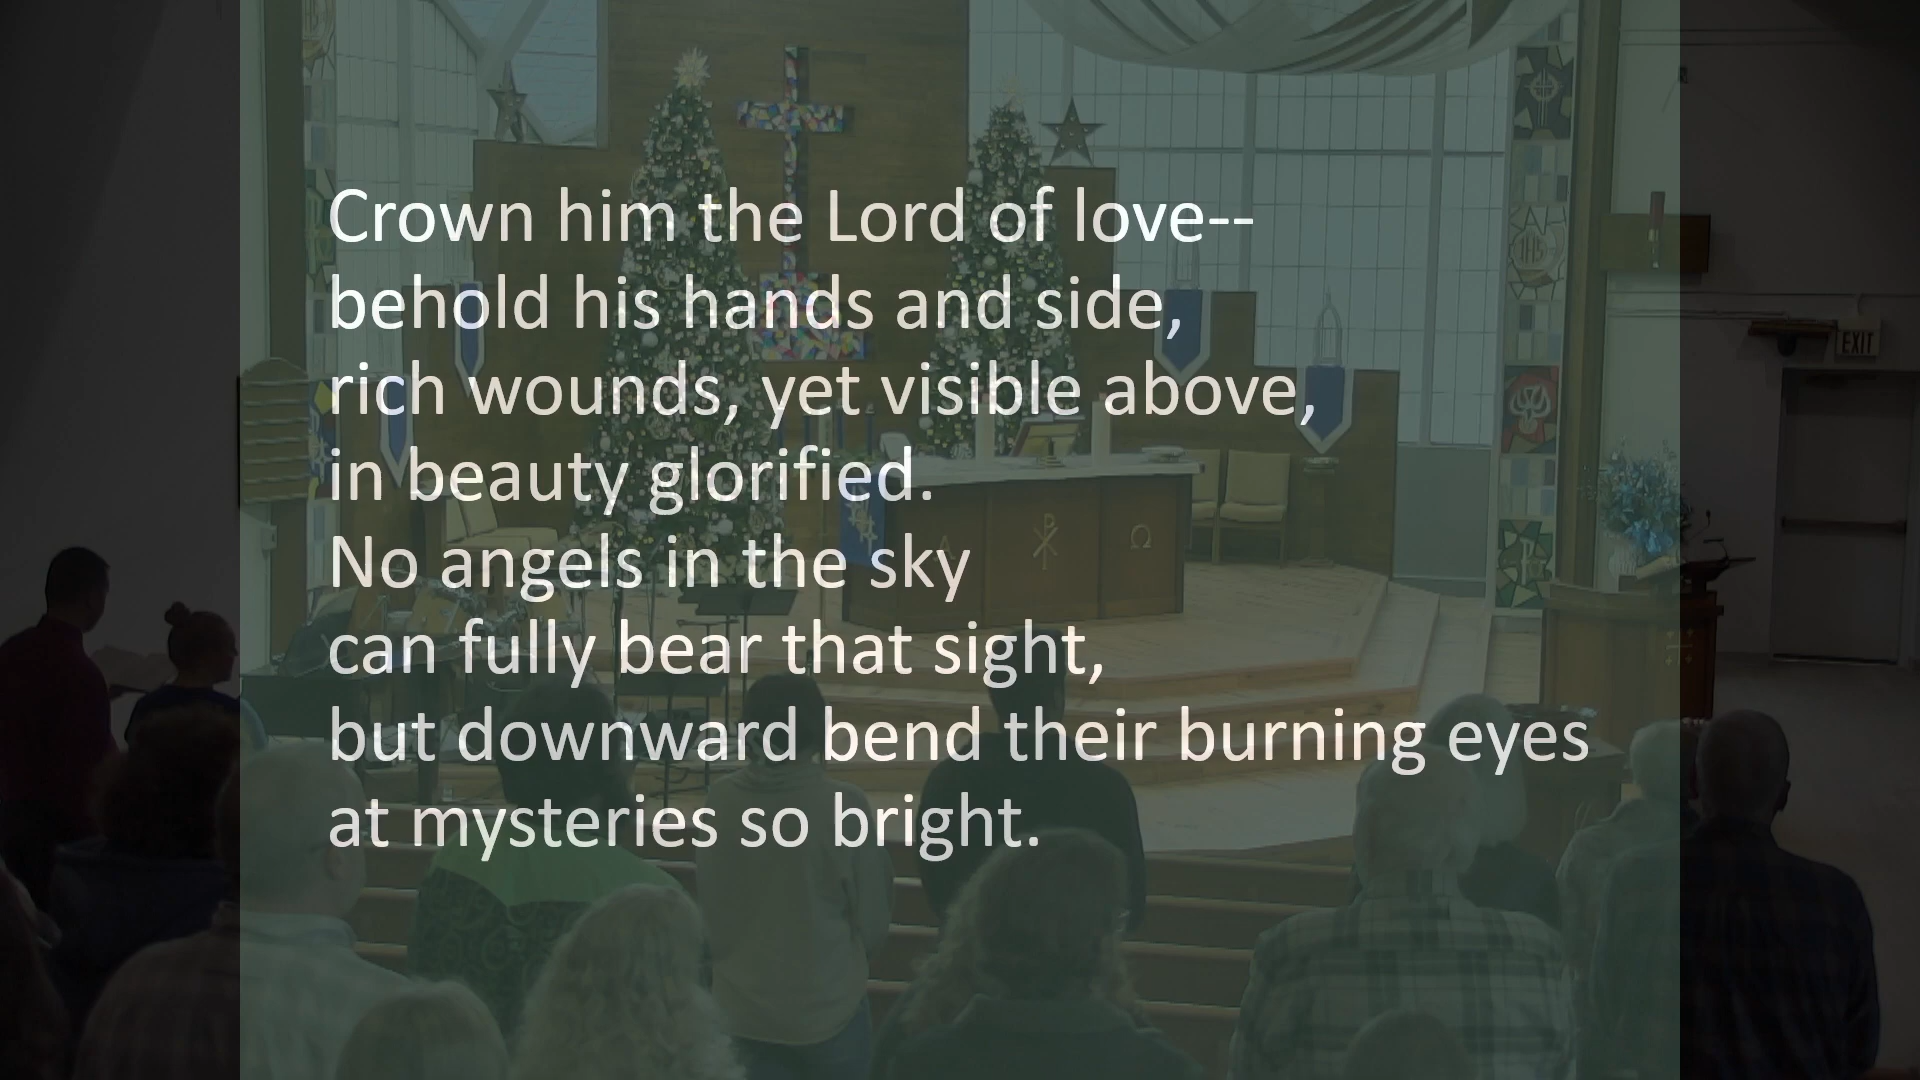 Crown him the Lord of love--
behold his hands and side,
rich wounds, yet visible above,
in beauty glorified.
No angels in the sky
can fully bear that sight,
but downward bend their burning eyes
at mysteries so bright.
EXIT
IHS
Α
Ω